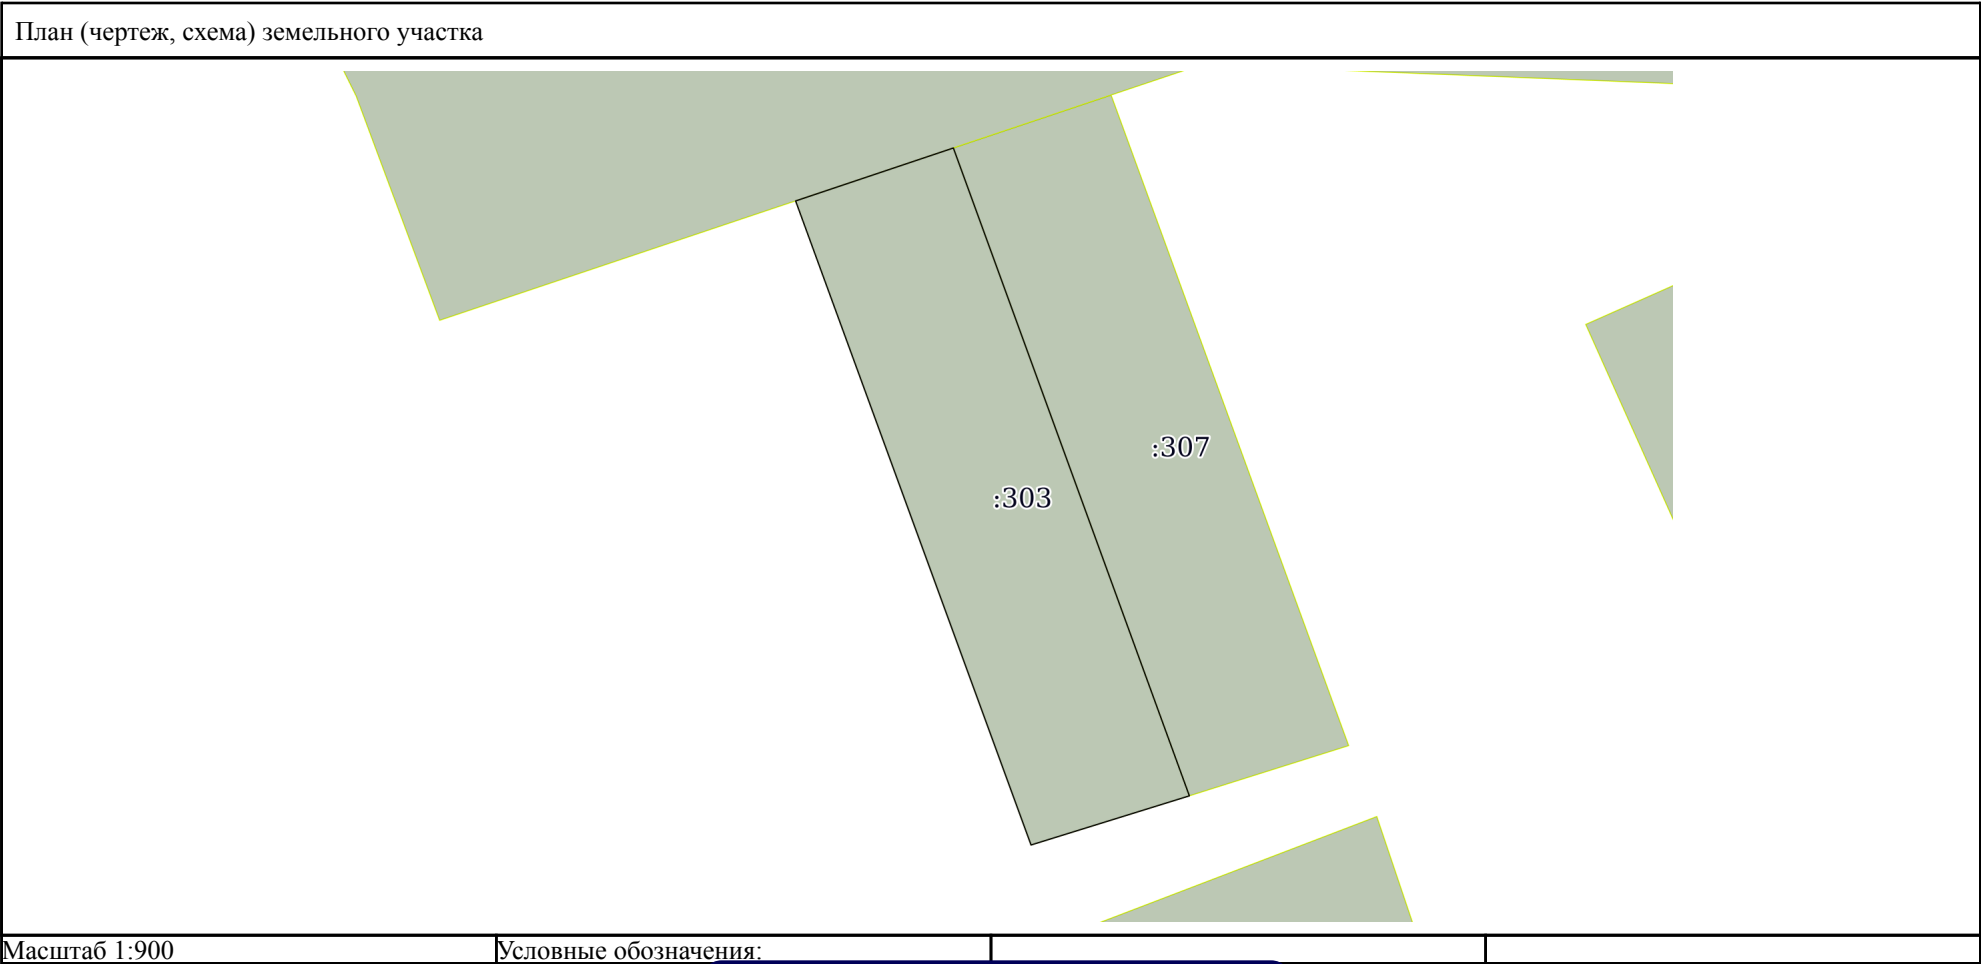 План (чертеж, схема) земельного участка
:307
:303
Масштаб 1:900
Условные обозначения: